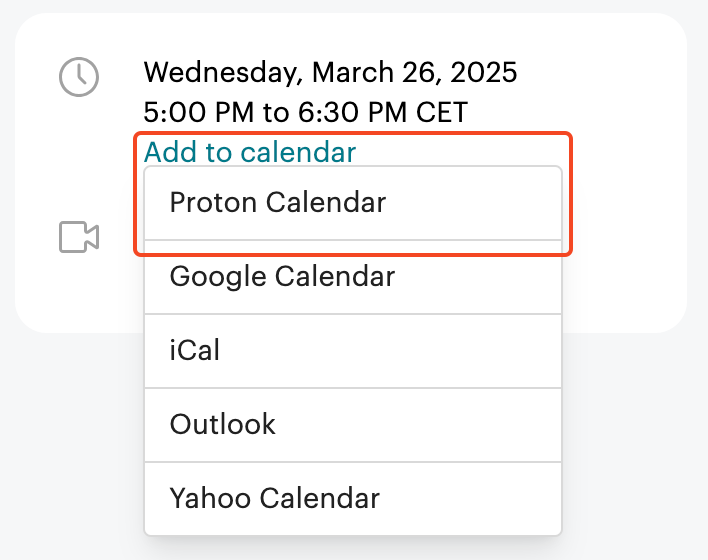 Wednesday, March 26, 2025
5:00 PM to 6:30 PM CET
Add to calendar
Proton Calendar
Google Calendar
iCal
Outlook
Yahoo Calendar